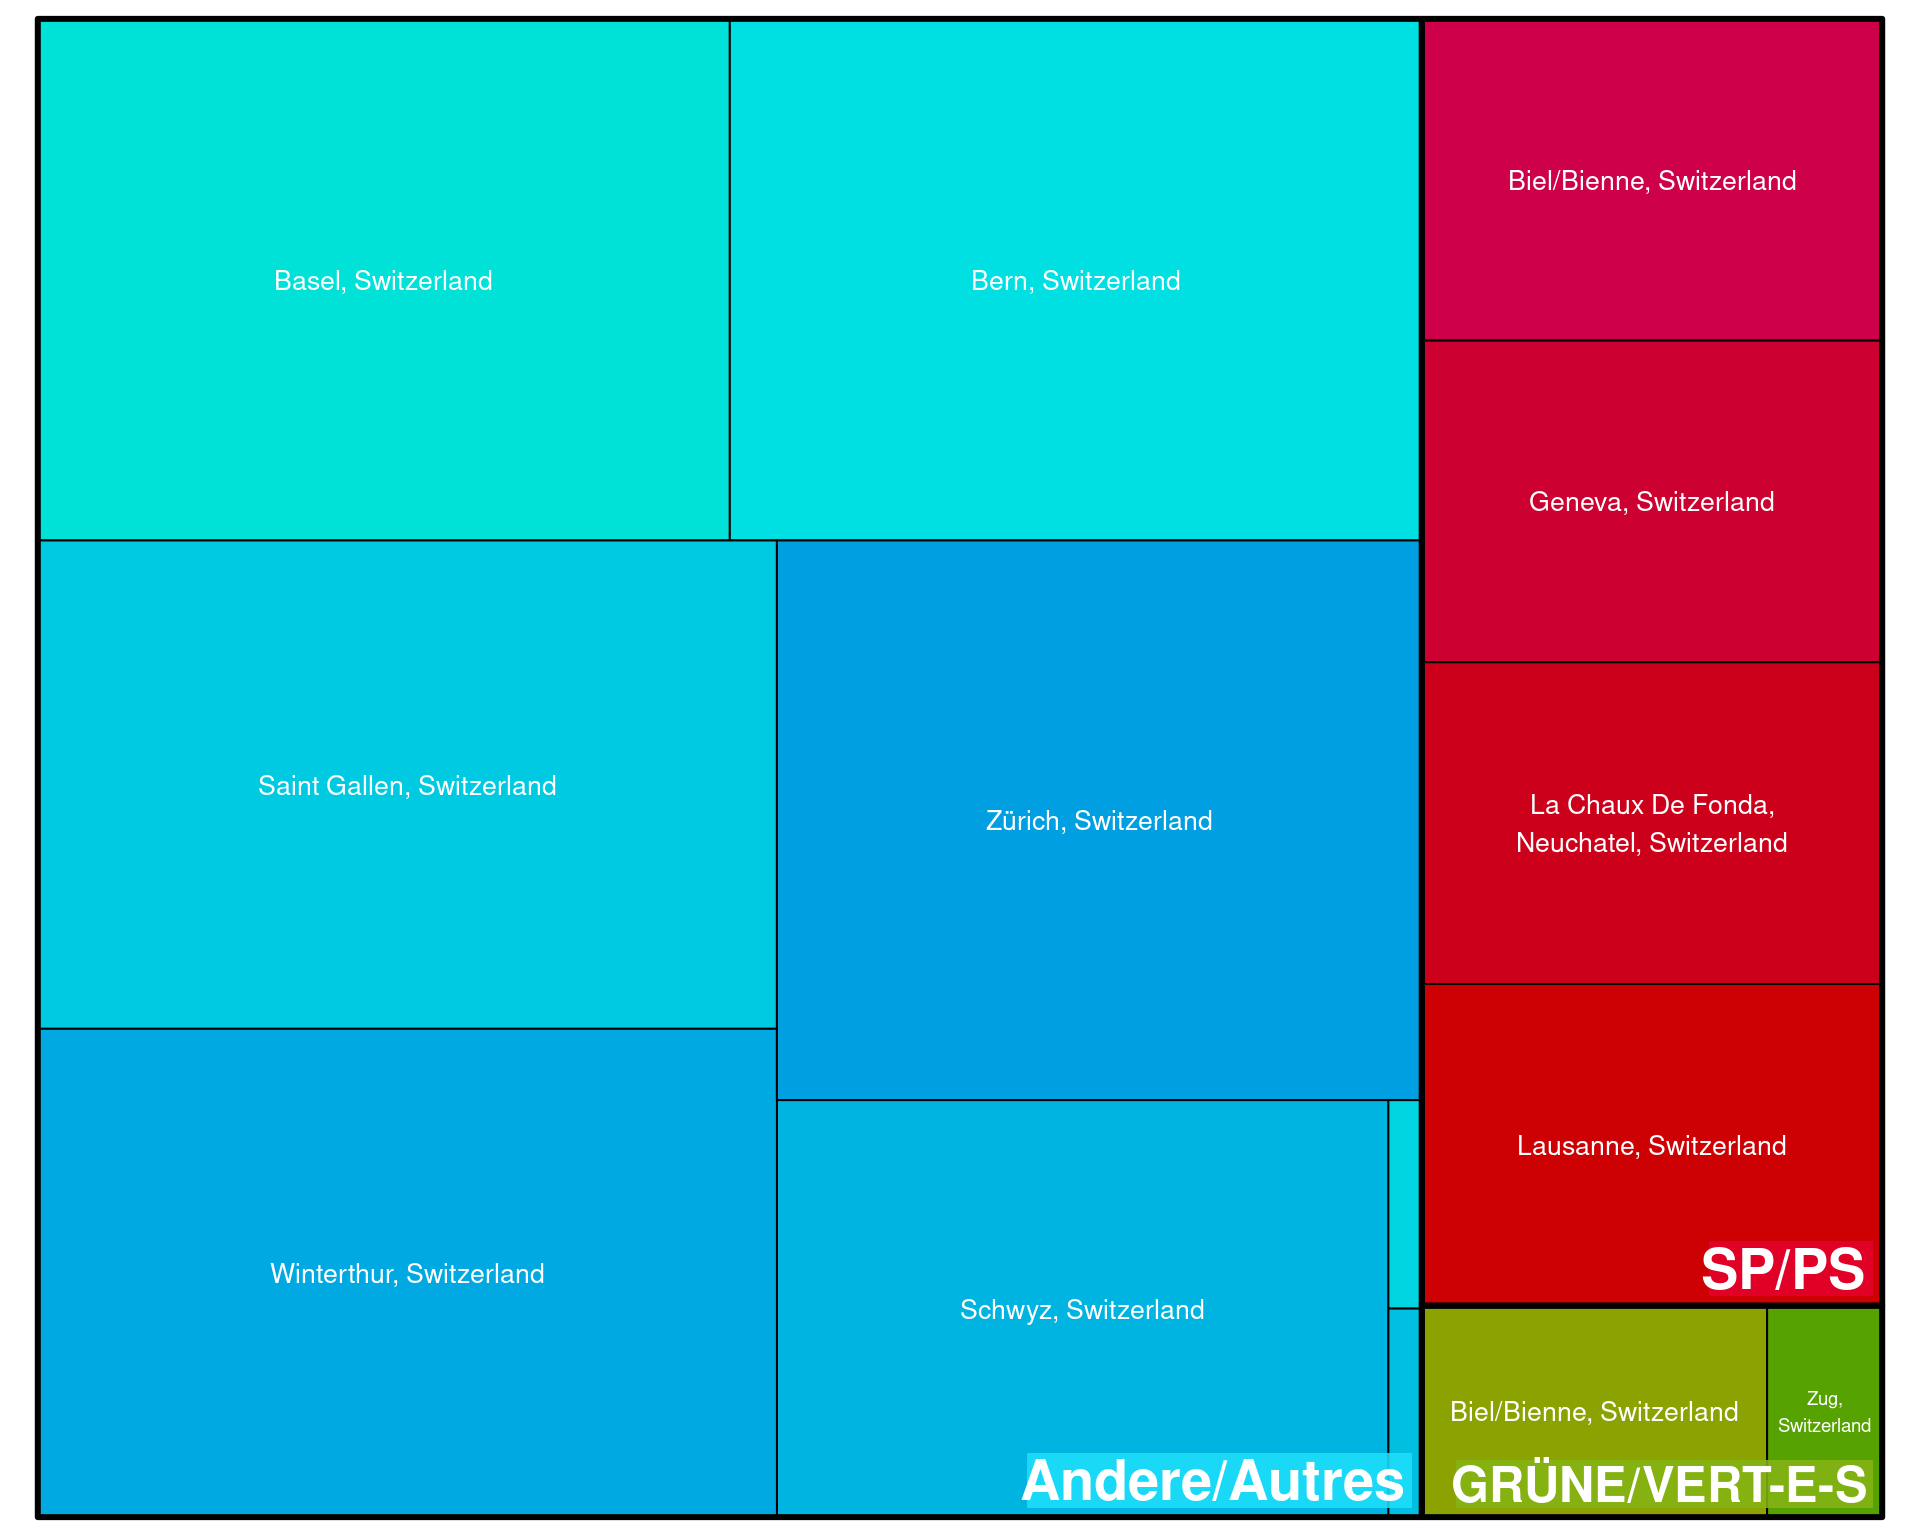 Basel, Switzerland
Bern, Switzerland
Biel/Bienne, Switzerland
Geneva, Switzerland
Saint Gallen, Switzerland
Zürich, Switzerland
La Chaux De Fonda,
Neuchatel, Switzerland
Lausanne, Switzerland
Winterthur, Switzerland
Schwyz, Switzerland
SP/PS
Biel/Bienne, Switzerland
Zug,
Switzerland
Andere/Autres
GRÜNE/VERT-E-S